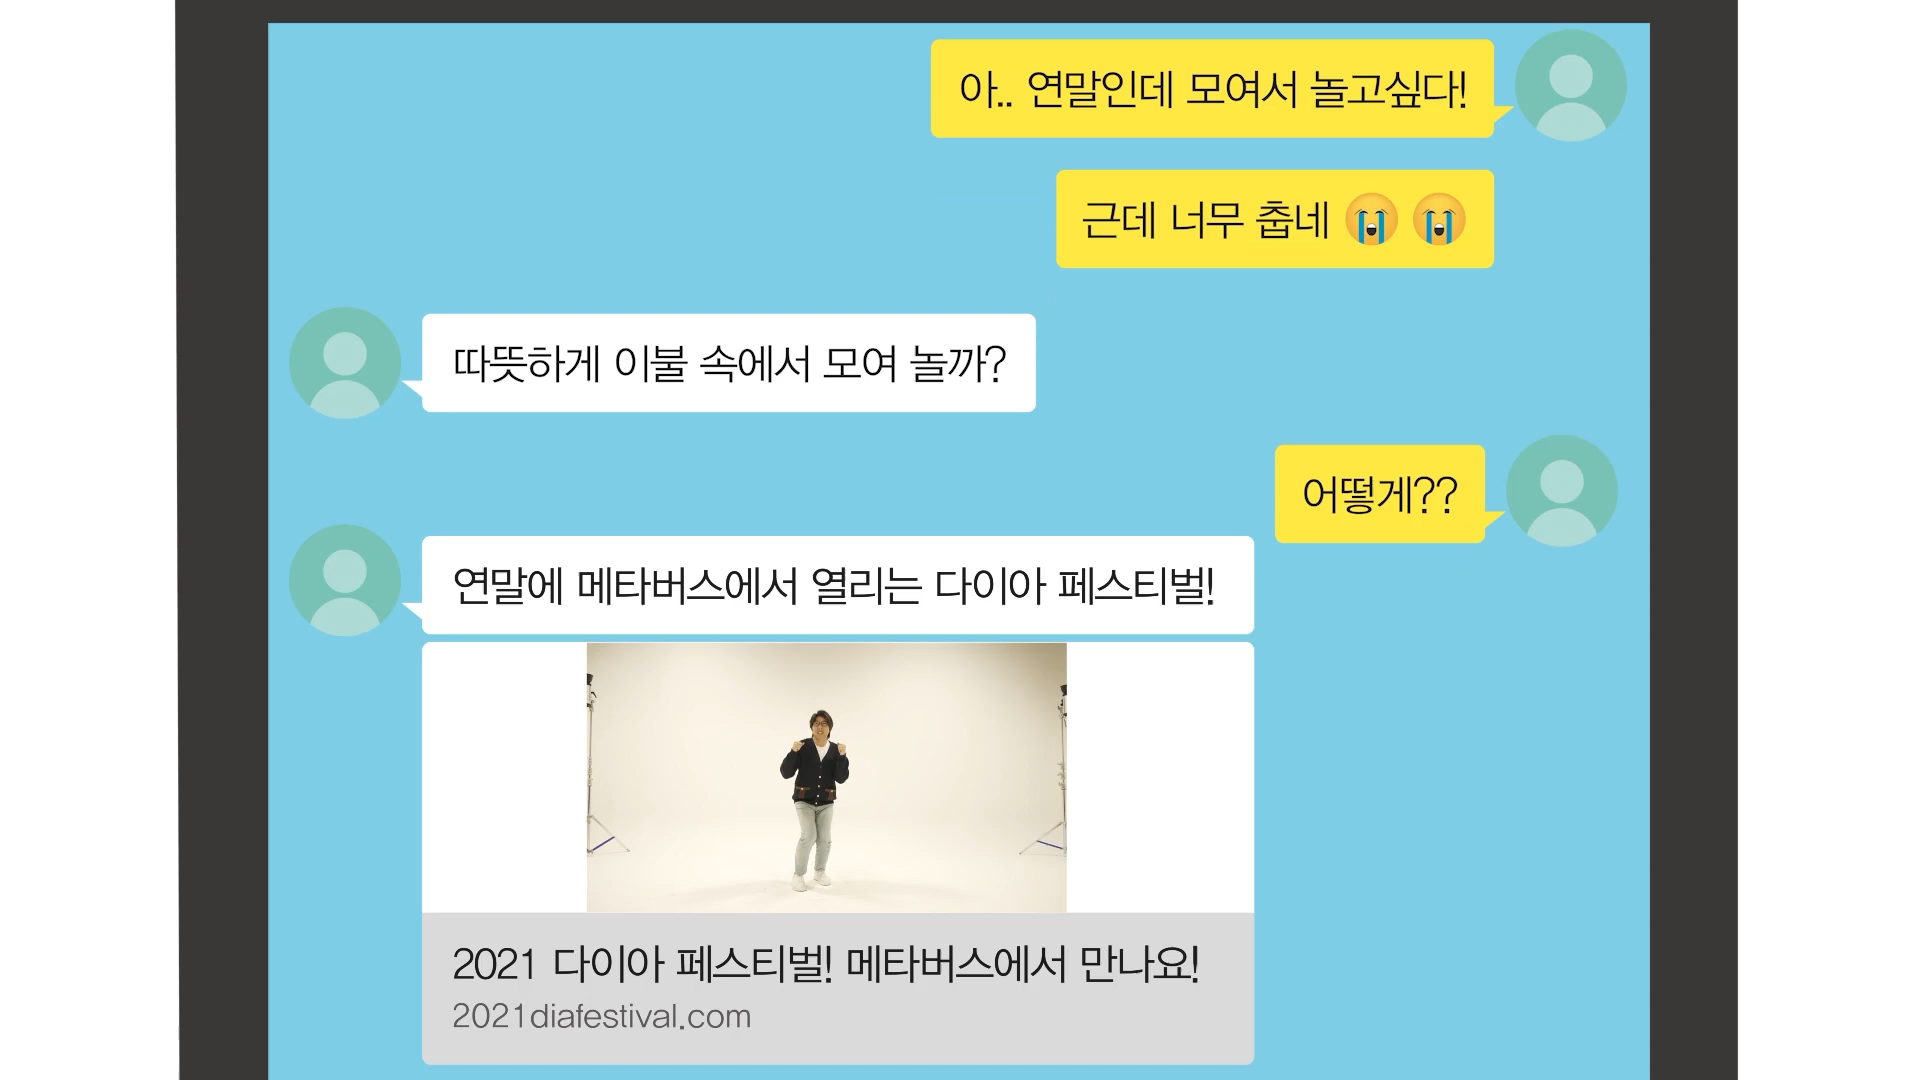 아.. 연말인데 모여서 놀고싶다!
근데 너무 춥네 😭 😭
따뜻하게 이불 속에서 모여 놀까?
어떻게??
연말에 메타버스에서 열리는 다이아 페스티벌!
2021 다이아 페스티벌! 메타버스에서 만나요!
2021diafestival.com